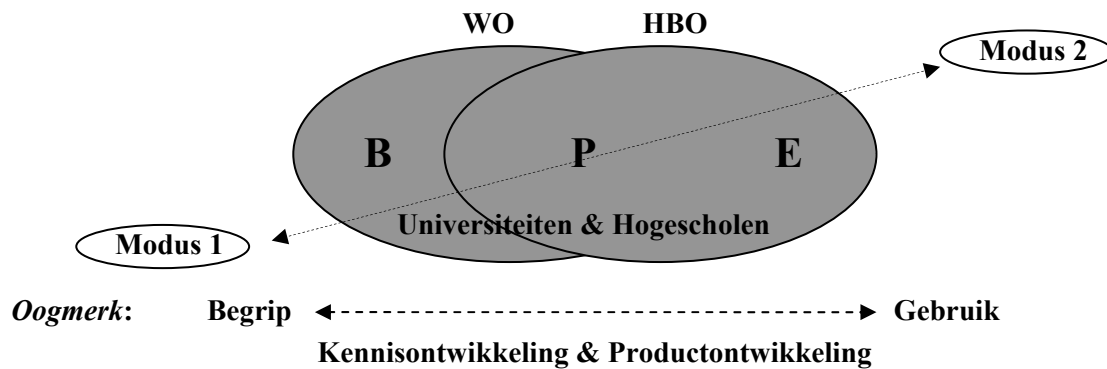 WO HBO
Modus 2
B P E
Universiteiten & Hogescholen
Modus 1
Oogmerk: Begrip Gebruik
Kennisontwikkeling & Productontwikkeling